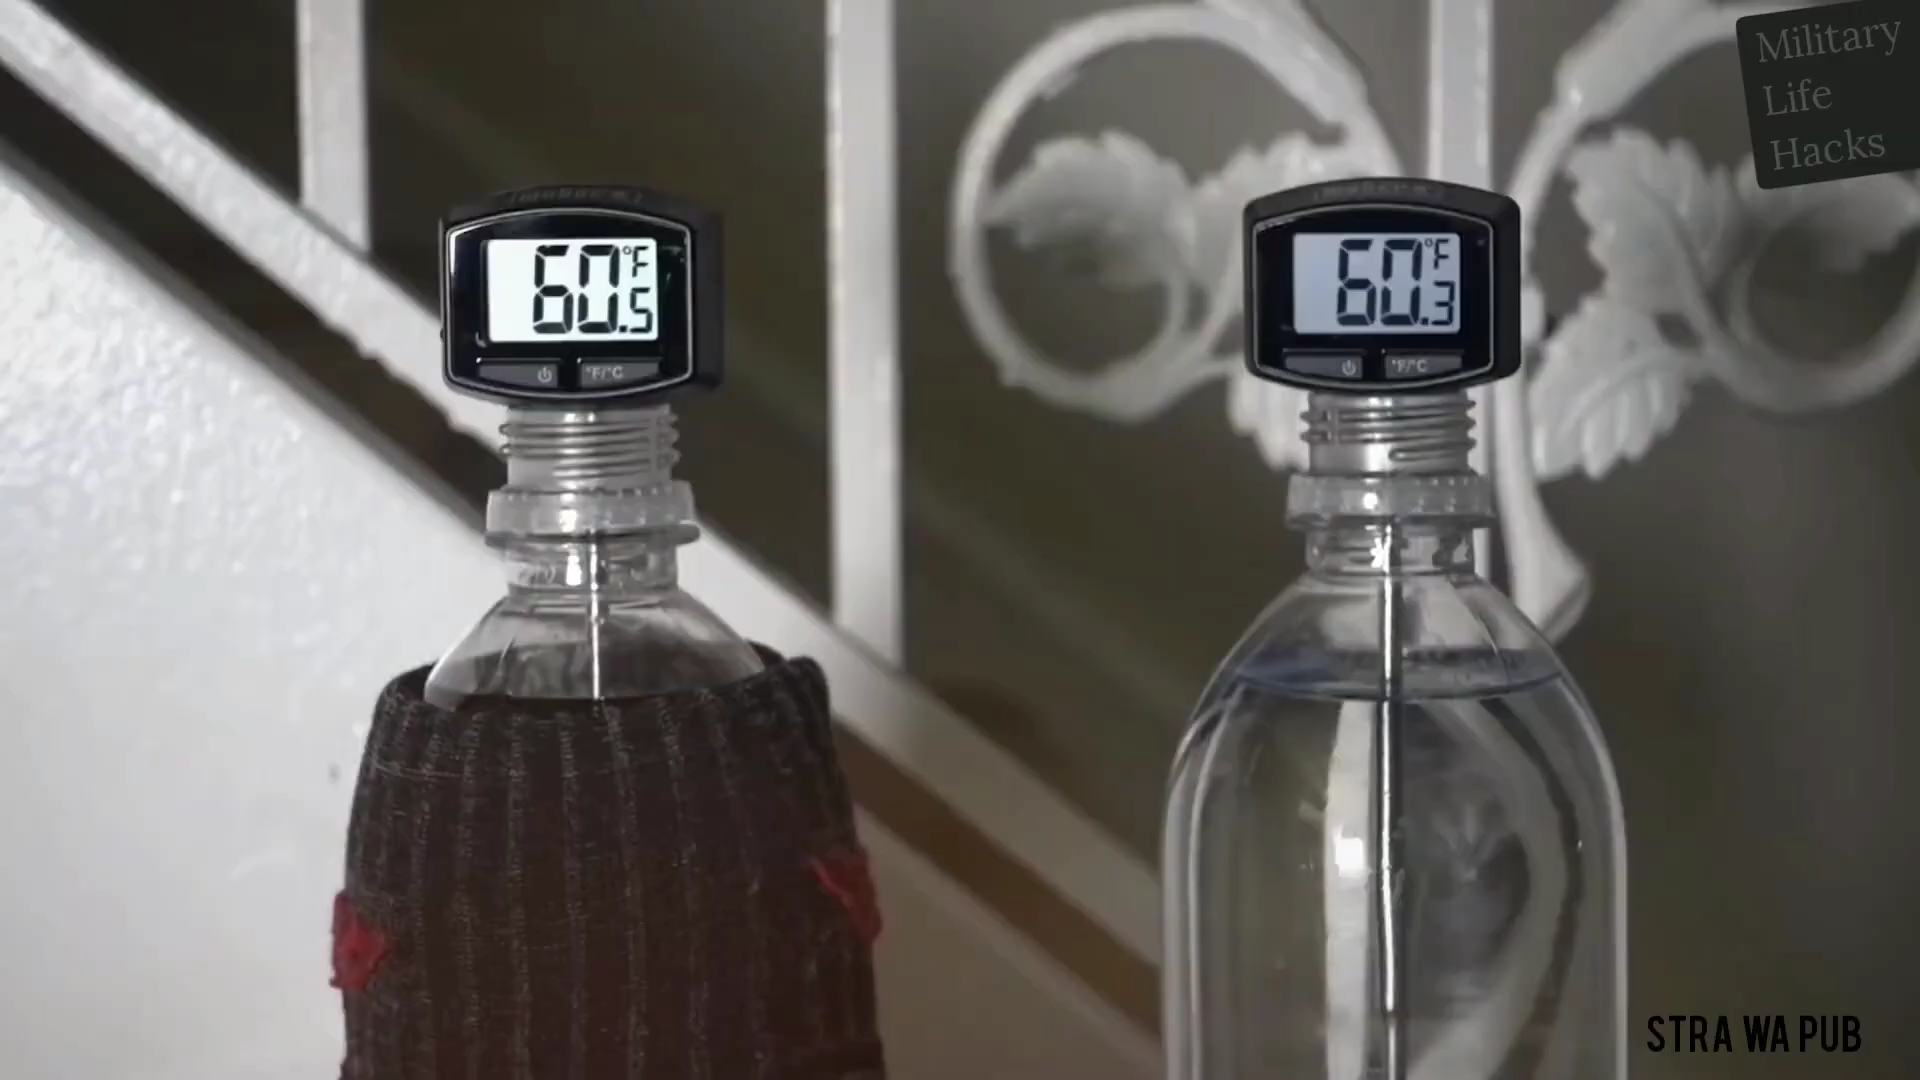 Military
Life
Hacks
60.5 °F
60.3 °F
°F/°C
°F/°C
STRA WA PUB